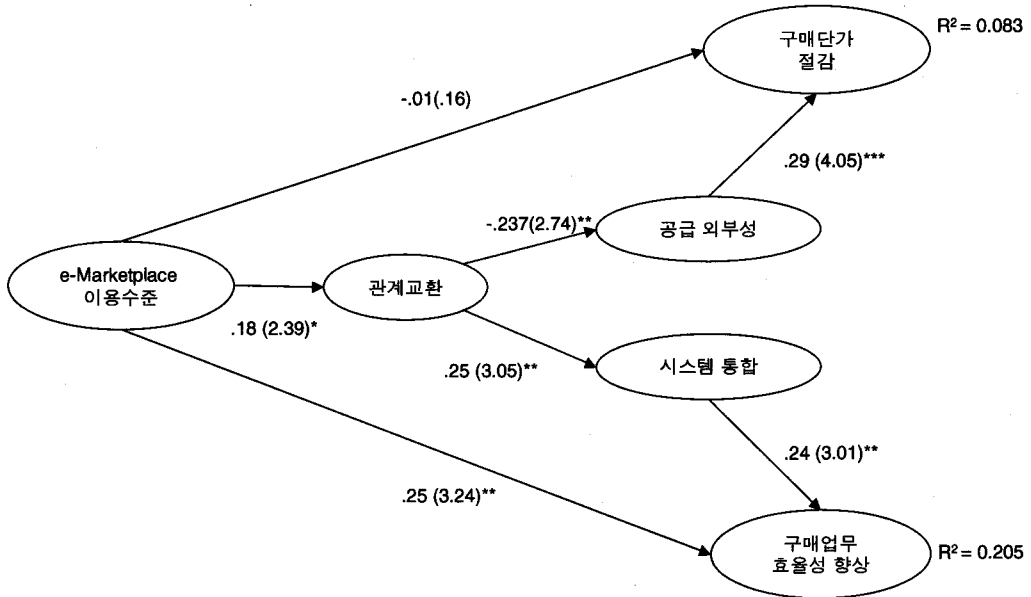 구매단가
절감
R² = 0.083
-.01(.16)
.29 (4.05)***
-.237(2.74)**
공급 외부성
e-Marketplace
이용수준
관계교환
.18 (2.39)*
.25 (3.05)**
시스템 통합
.24 (3.01)**
.25 (3.24)**
구매업무
효율성 향상
R² = 0.205